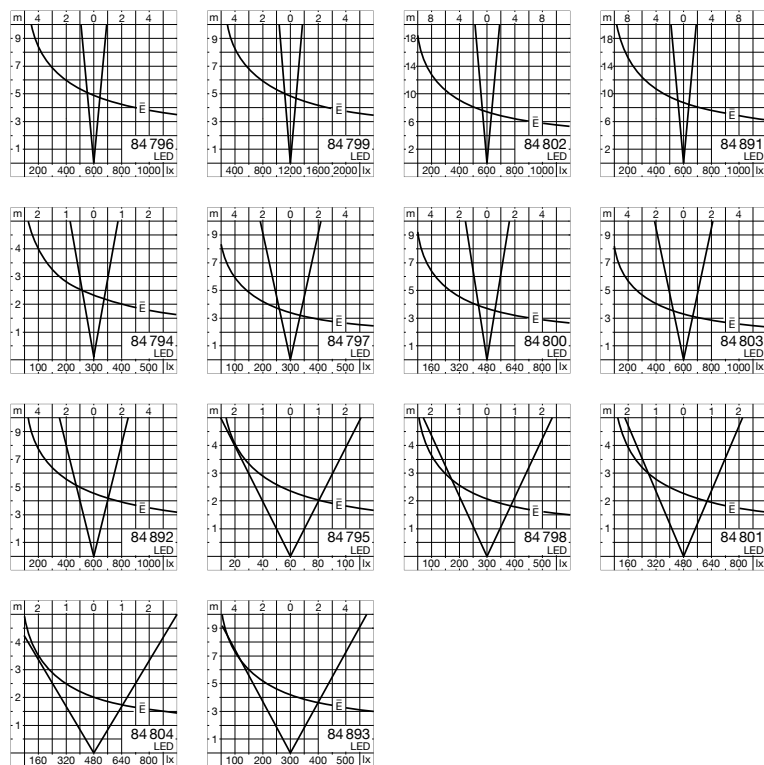 m 4 2 0 2 4
9
7
5
Ē
3
84 796
1
LED
200 400 600 800 1000 lx
m 4 2 0 2 4
9
7
5
Ē
3
84 799
1
LED
400 800 1200 1600 2000 lx
m 8 4 0 4 8
18
14
10
Ē
6
84 802
2
LED
200 400 600 800 1000 lx
m 8 4 0 4 8
18
14
10
Ē
6
84 891
2
LED
200 400 600 800 1000 lx
m 2 1 0 1 2
4
3
2
Ē
1
84 794
LED
100 200 300 400 500 lx
m 4 2 0 2 4
9
7
5
3
Ē
84 797
1
LED
100 200 300 400 500 lx
m 4 2 0 2 4
9
7
5
3
Ē
84 800
1
LED
160 320 480 640 800 lx
m 4 2 0 2 4
9
7
5
3
Ē
84 803
1
LED
200 400 600 800 1000 lx
m 4 2 0 2 4
9
7
5
Ē
3
84 892
1
LED
200 400 600 800 1000 lx
m 2 1 0 1 2
4
3
2
Ē
1
84 795
LED
20 40 60 80 100 lx
m 2 1 0 1 2
4
3
2
Ē
1
84 798
LED
100 200 300 400 500 lx
m 2 1 0 1 2
4
3
2
Ē
1
84 801
LED
160 320 480 640 800 lx
m 2 1 0 1 2
4
3
2
Ē
1
84 804
LED
160 320 480 640 800 lx
m 4 2 0 2 4
9
7
5
Ē
3
84 893
1
LED
100 200 300 400 500 lx